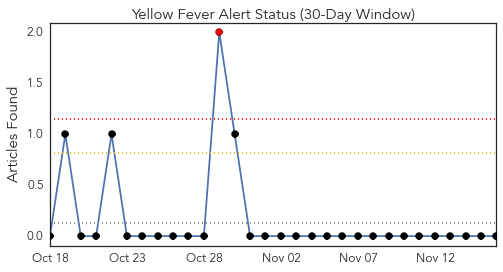 Yellow Fever Alert Status (30-Day Window)
Articles Found
2.0
1.5
1.0
0.5
0.0
Oct 18 Oct 23 Oct 28 Nov 02 Nov 07 Nov 12